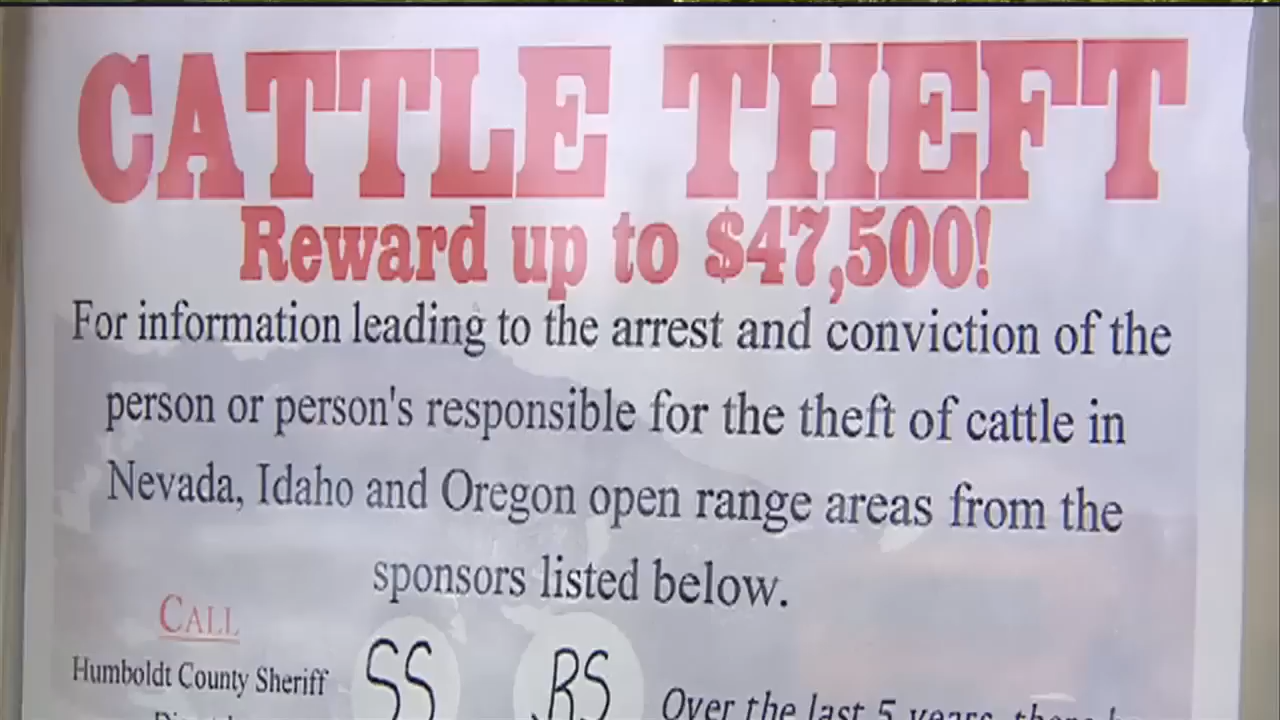 CATTLE THEFT
Reward up to $47,500!
For information leading to the arrest and conviction of the
person or person's responsible for the theft of cattle in
Nevada, Idaho and Oregon open range areas from the
sponsors listed below.
CALL
Humboldt County Sheriff
SS
RS
Over the last 5 years, there